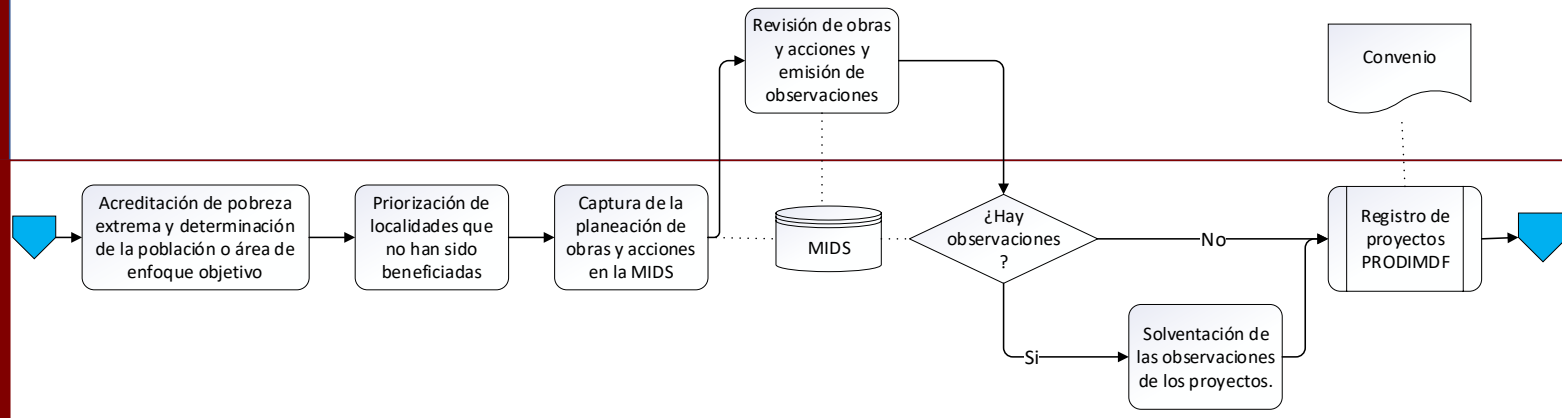 Revisión de obras
y acciones y
emisión de
observaciones
Convenio
Acreditación de pobreza
extrema y determinación
de la población o área de
enfoque objetivo
Priorización de
localidades que
no han sido
beneficiadas
Captura de la
planeación de
obras y acciones
en la MIDS
MIDS
¿Hay
observaciones
?
No
Si
Solventación de
las observaciones
de los proyectos.
Registro de
proyectos
PRODIMDF